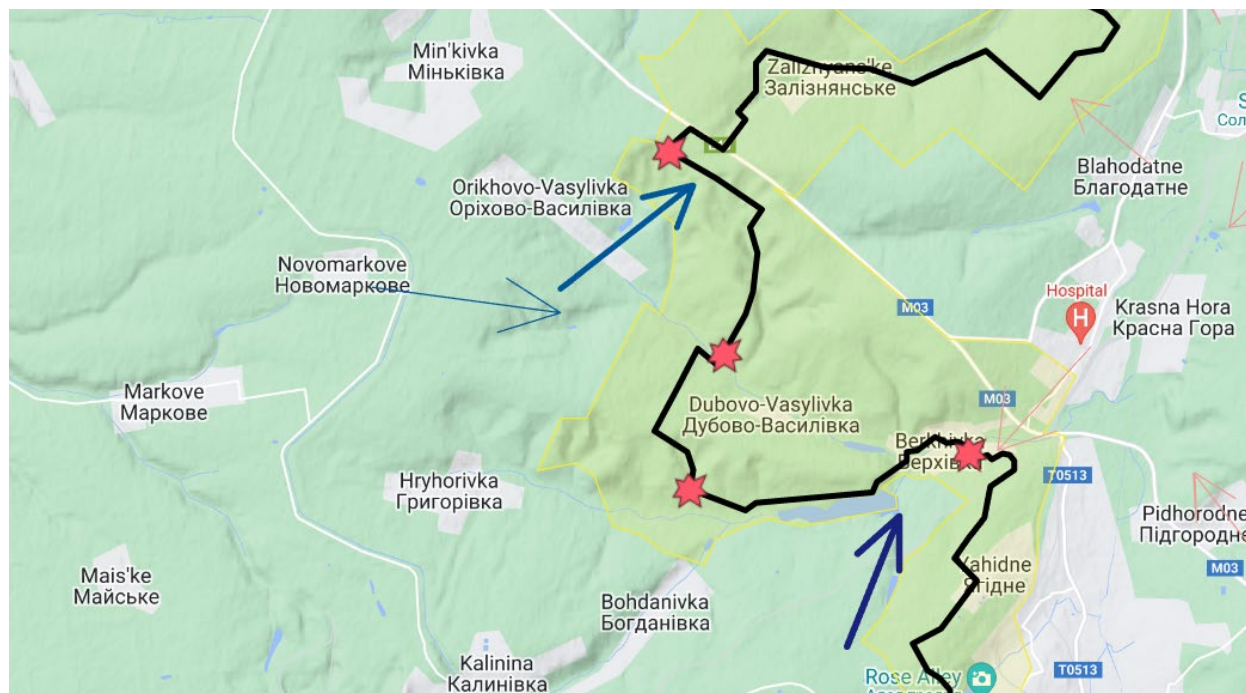 Min'kivka
Міньківка
Zaliznyans'ke
Залізнянське
Blahodatne
Благодатне
Orikhovo-Vasylivka
Оріхово-Василівка
Novomarkove
Новомаркове
Hospital
H
Krasna Hora
Красна Гора
M03
Markove
Маркове
M03
Dubovo-Vasylivka
Дубово-Василівка
Berkhivka
T0513
Hryhorivka
Григорівка
Pidhorodne
Підгородне
M03
Mais'ke
Майське
Yahidne
Ягідне
Bohdanivka
Богданівка
Kalinina
Калинівка
T0513
Rose Alley